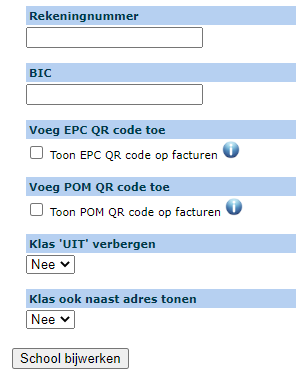 Rekeningnummer
BIC
Voeg EPC QR code toe
Toon EPC QR code op facturen
Voeg POM QR code toe
Toon POM QR code op facturen
Klas 'UIT' verbergen
Nee
Klas ook naast adres tonen
Nee
School bijwerken